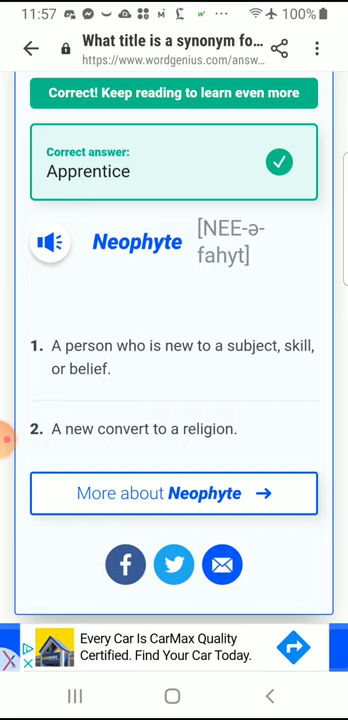 11:57
100%
What title is a synonym fo...
https://www.wordgenius.com/answ...
Correct! Keep reading to learn even more
Correct answer:
Apprentice
Neophyte
[NEE-ə-
fahyt]
1. A person who is new to a subject, skill,
or belief.
2. A new convert to a religion.
More about Neophyte →
Every Car Is CarMax Quality
Certified. Find Your Car Today.